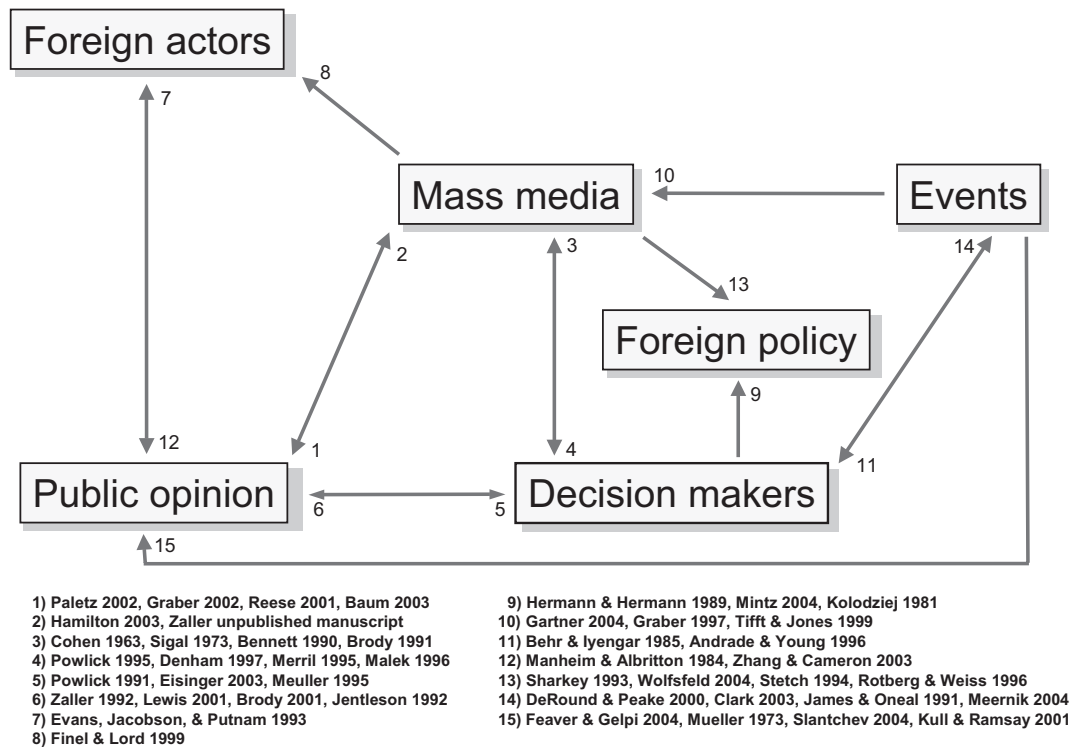 Foreign actors
8
7
Mass media
10
Events
2
3
14
13
Foreign policy
9
12
1
4
11
Public opinion
6
5
Decision makers
15
1) Paletz 2002, Graber 2002, Reese 2001, Baum 2003
2) Hamilton 2003, Zaller unpublished manuscript
3) Cohen 1963, Sigal 1973, Bennett 1990, Brody 1991
4) Powlick 1995, Denham 1997, Merril 1995, Malek 1996
5) Powlick 1991, Eisinger 2003, Meuller 1995
6) Zaller 1992, Lewis 2001, Brody 2001, Jentleson 1992
7) Evans, Jacobson, & Putnam 1993
8) Finel & Lord 1999
9) Hermann & Hermann 1989, Mintz 2004, Kolodziej 1981
10) Gartner 2004, Graber 1997, Tifft & Jones 1999
11) Behr & Iyengar 1985, Andrade & Young 1996
12) Manheim & Albritton 1984, Zhang & Cameron 2003
13) Sharkey 1993, Wolfsfeld 2004, Stetch 1994, Rotberg & Weiss 1996
14) DeRound & Peake 2000, Clark 2003, James & Oneal 1991, Meernik 2004
15) Feaver & Gelpi 2004, Mueller 1973, Slantchev 2004, Kull & Ramsay 2001